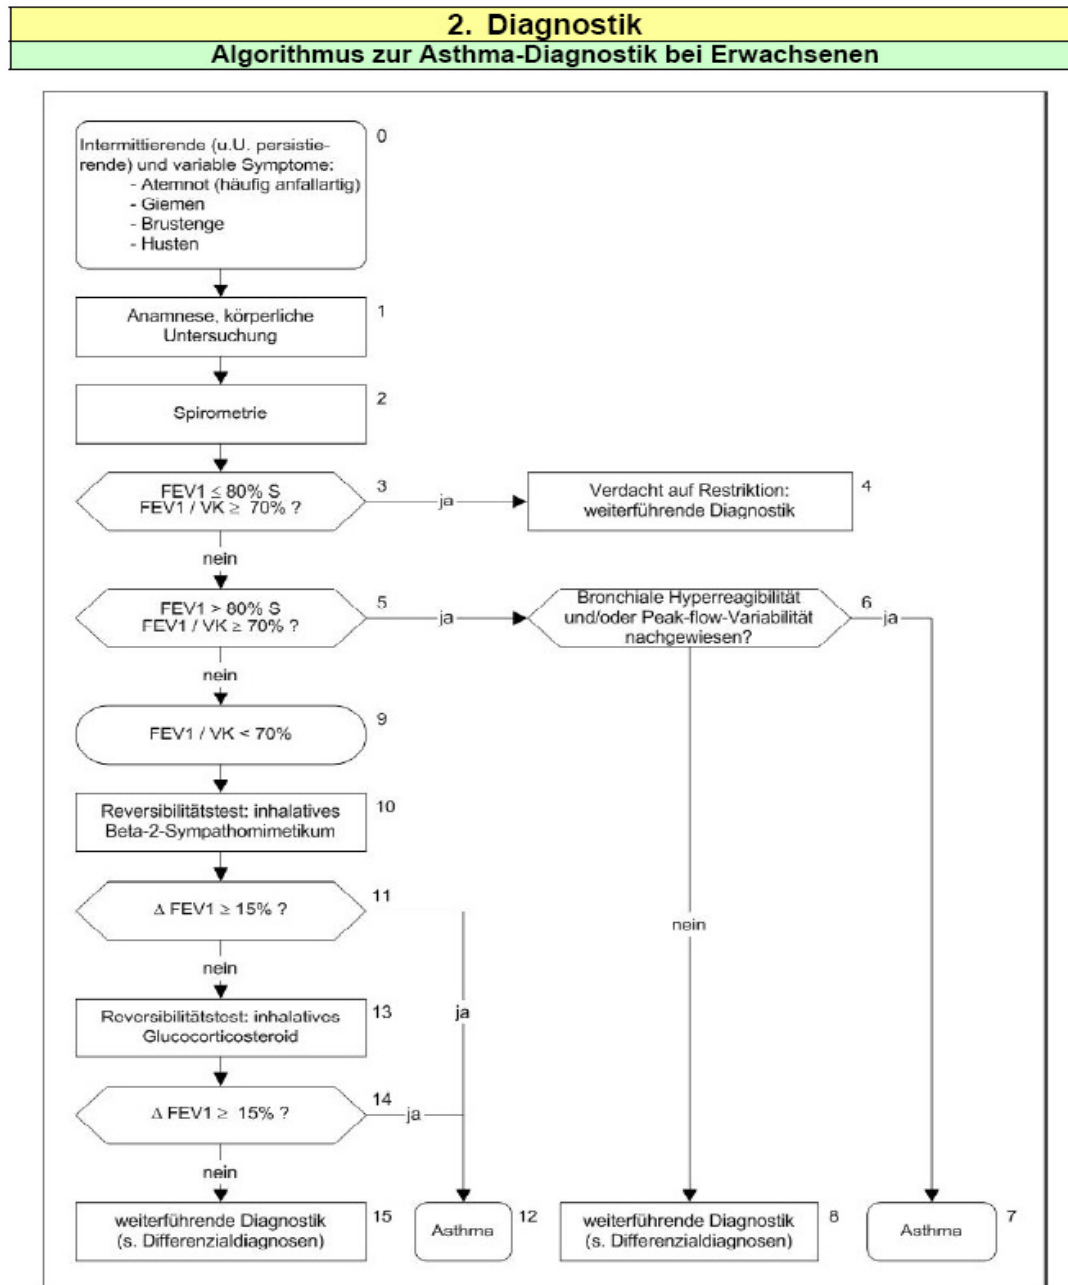 2. Diagnostik
Algorithmus zur Asthma-Diagnostik bei Erwachsenen
0
Intermittierende (u.U. persistie-
rende) und variable Symptome:
- Atemnot (häufig anfallartig)
- Giemen
- Brustenge
- Husten
1
Anamnese, körperliche
Untersuchung
2
Spirometrie
3
FEV1 ≤ 80% S
FEV1 / VK ≥ 70% ?
ja
4
Verdacht auf Restriktion:
weiterführende Diagnostik
nein
5
FEV1 > 80% S
FEV1 / VK ≥ 70% ?
ja
6
Bronchiale Hyperreagibilität
und/oder Peak-flow-Variabilität
nachgewiesen?
ja
nein
9
FEV1 / VK < 70%
10
Reversibilitätstest: inhalatives
Beta-2-Sympathomimetikum
11
Δ FEV1 ≥ 15% ?
nein
nein
ja
13
Reversibilitätstest: inhalatives
Glucocorticosteroid
14
Δ FEV1 ≥ 15% ?
ja
nein
15
weiterführende Diagnostik
(s. Differenzialdiagnosen)
12
Asthma
8
weiterführende Diagnostik
(s. Differenzialdiagnosen)
7
Asthma